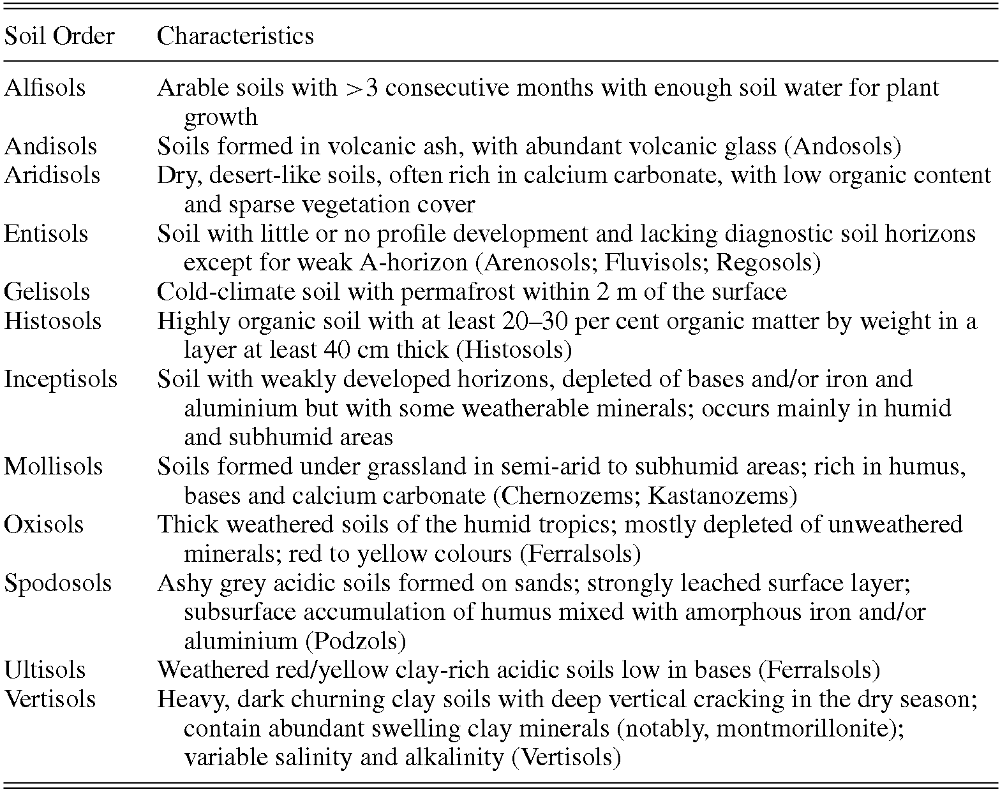 Soil Order Characteristics
Alfisols Arable soils with >3 consecutive months with enough soil water for plant
growth
Andisols Soils formed in volcanic ash, with abundant volcanic glass (Andosols)
Aridisols Dry, desert-like soils, often rich in calcium carbonate, with low organic content
and sparse vegetation cover
Entisols Soil with little or no profile development and lacking diagnostic soil horizons
except for weak A-horizon (Arenosols; Fluvisols; Regosols)
Gelisols Cold-climate soil with permafrost within 2 m of the surface
Histosols Highly organic soil with at least 20–30 per cent organic matter by weight in a
layer at least 40 cm thick (Histosols)
Inceptisols Soil with weakly developed horizons, depleted of bases and/or iron and
aluminium but with some weatherable minerals; occurs mainly in humid
and subhumid areas
Mollisols Soils formed under grassland in semi-arid to subhumid areas; rich in humus,
bases and calcium carbonate (Chernozems; Kastanozems)
Oxisols Thick weathered soils of the humid tropics; mostly depleted of unweathered
minerals; red to yellow colours (Ferralsols)
Spodosols Ashy grey acidic soils formed on sands; strongly leached surface layer;
subsurface accumulation of humus mixed with amorphous iron and/or
aluminium (Podzols)
Ultisols Weathered red/yellow clay-rich acidic soils low in bases (Ferralsols)
Vertisols Heavy, dark churning clay soils with deep vertical cracking in the dry season;
contain abundant swelling clay minerals (notably, montmorillonite);
variable salinity and alkalinity (Vertisols)